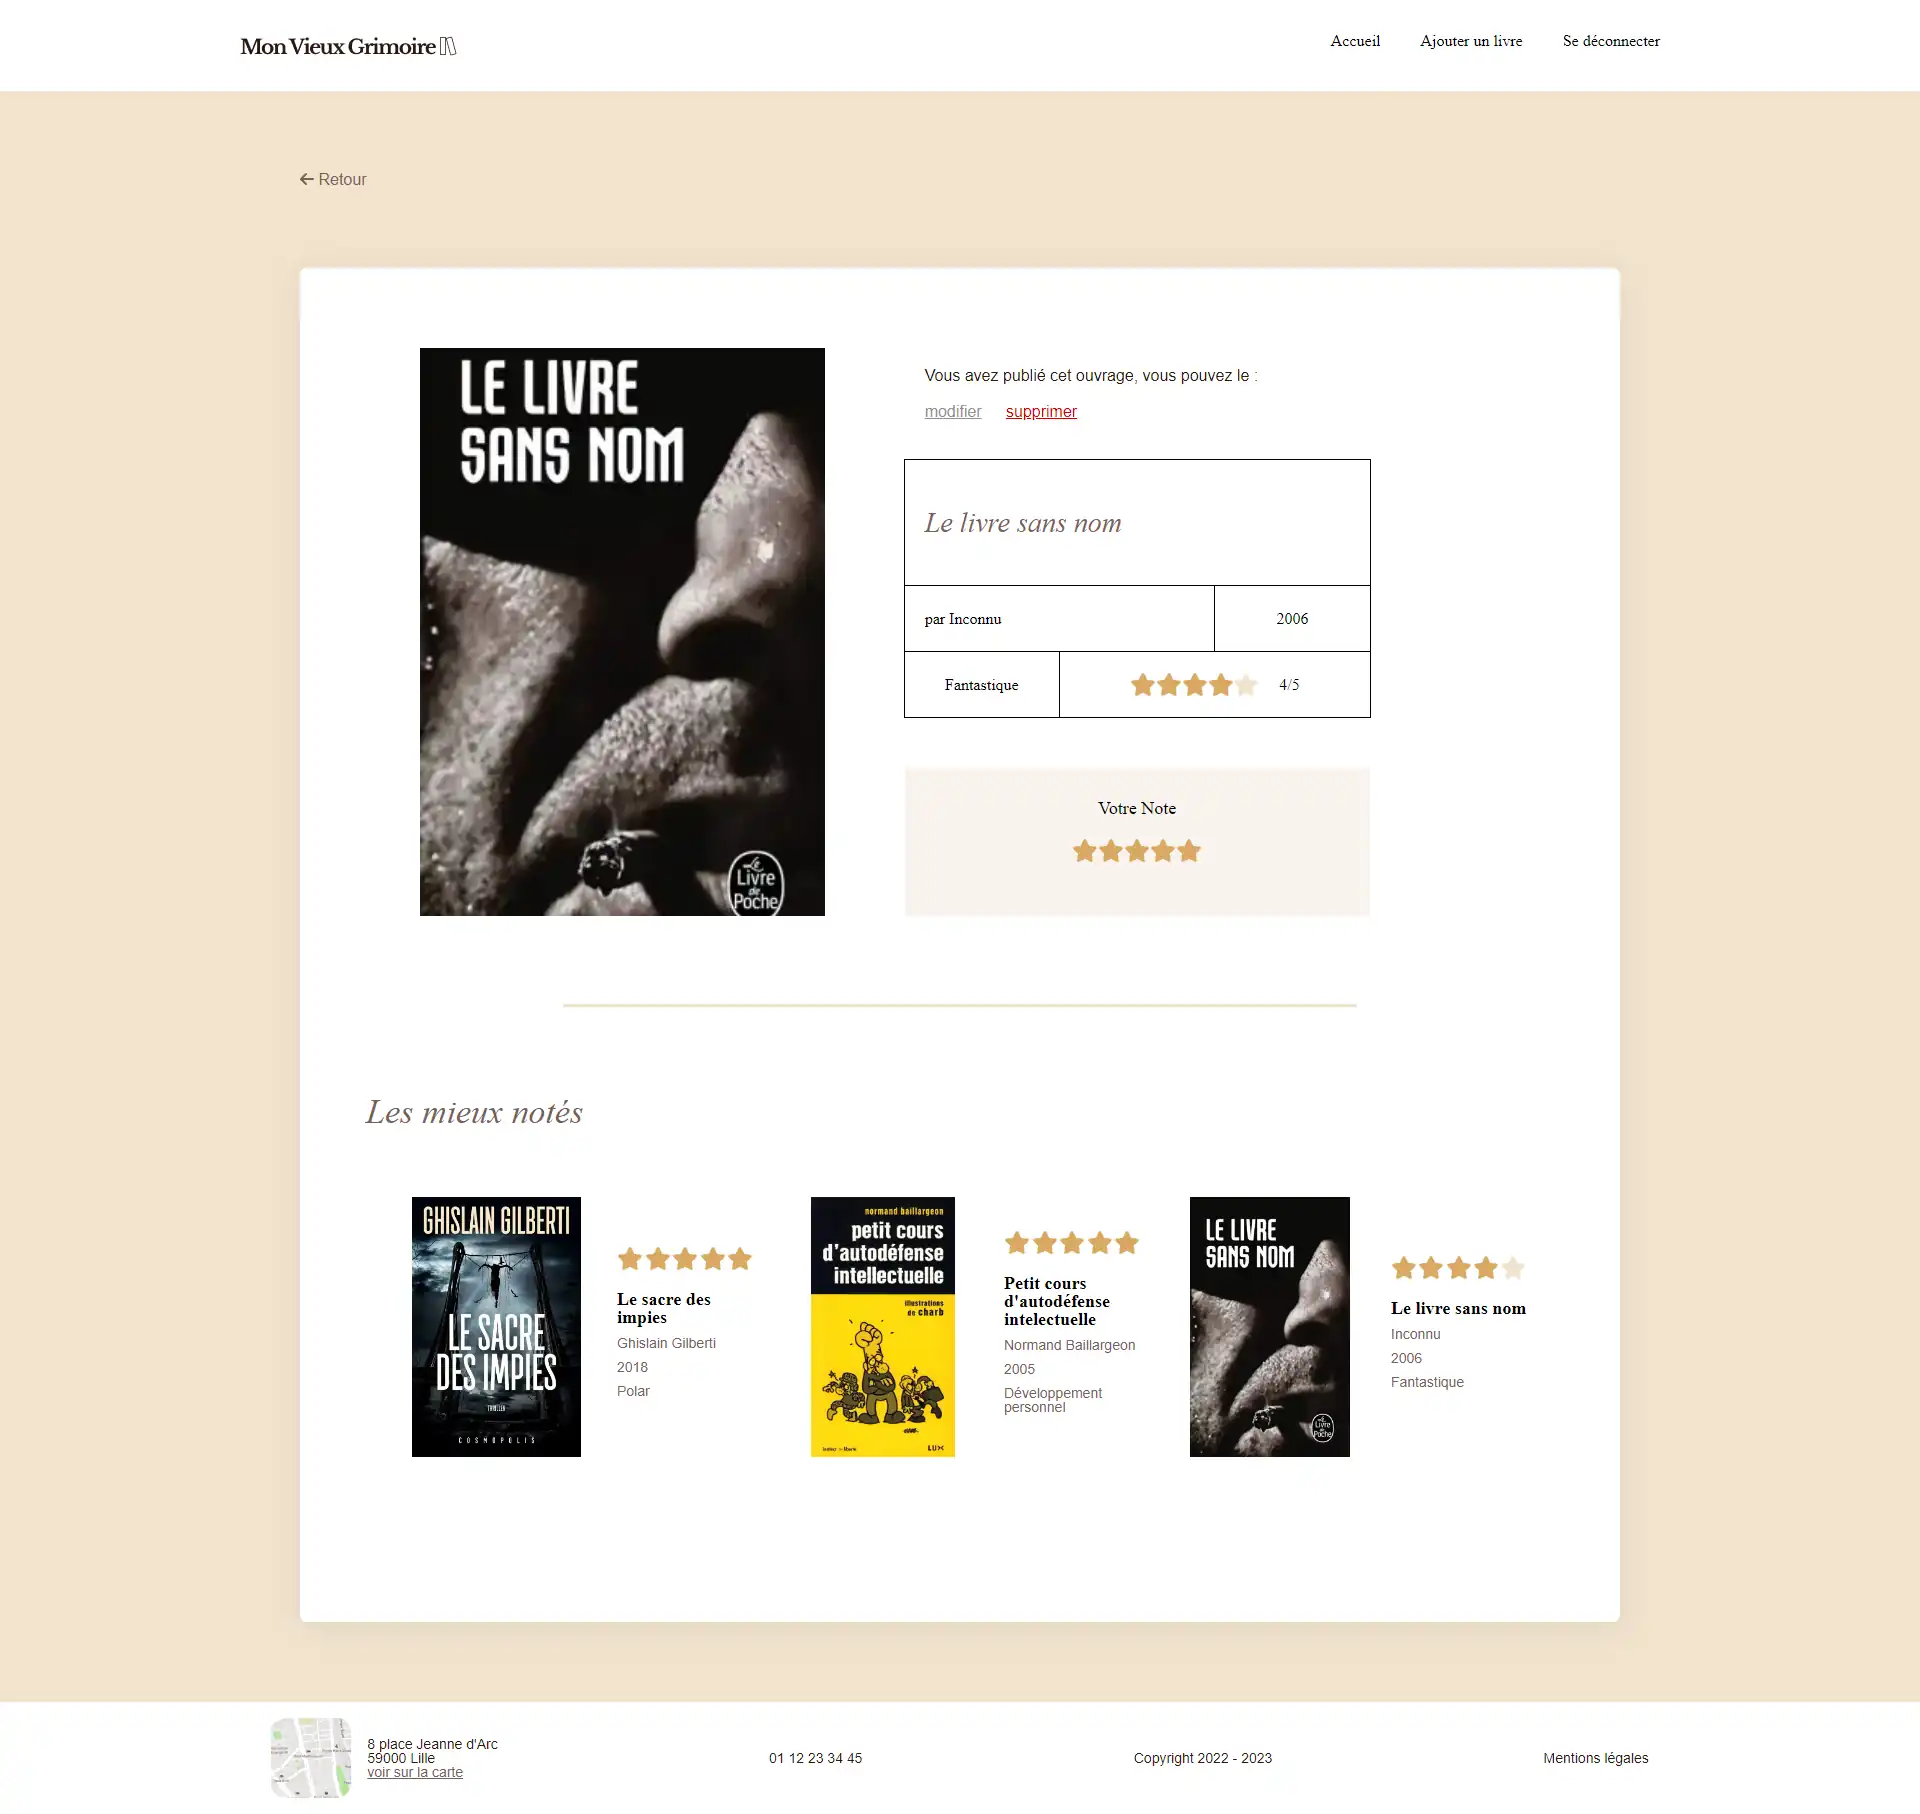 Mon Vieux Grimoire
Accueil
Ajouter un livre
Se déconnecter
Retour
LE LIVRE
SANS NOM
Le
Livre
de
Poche
Vous avez publié cet ouvrage, vous pouvez le :
modifier
supprimer
Le livre sans nom
par Inconnu
2006
Fantastique
4/5
Votre Note
Les mieux notés
GHISLAIN GILBERTI
LE SACRE
DES IMPIES
THRILLER
COSMOPOLIS
Le sacre des
impies
Ghislain Gilberti
2018
Polar
normand baillargeon
petit cours
d'autodéfense
intellectuelle
illustrations
de charb
LUX
Petit cours
d'autodéfense
intelectuelle
Normand Baillargeon
2005
Développement
personnel
LE LIVRE
SANS NOM
Le
Livre
de
Poche
Le livre sans nom
Inconnu
2006
Fantastique
8 place Jeanne d'Arc
59000 Lille
voir sur la carte
01 12 23 34 45
Copyright 2022 - 2023
Mentions légales